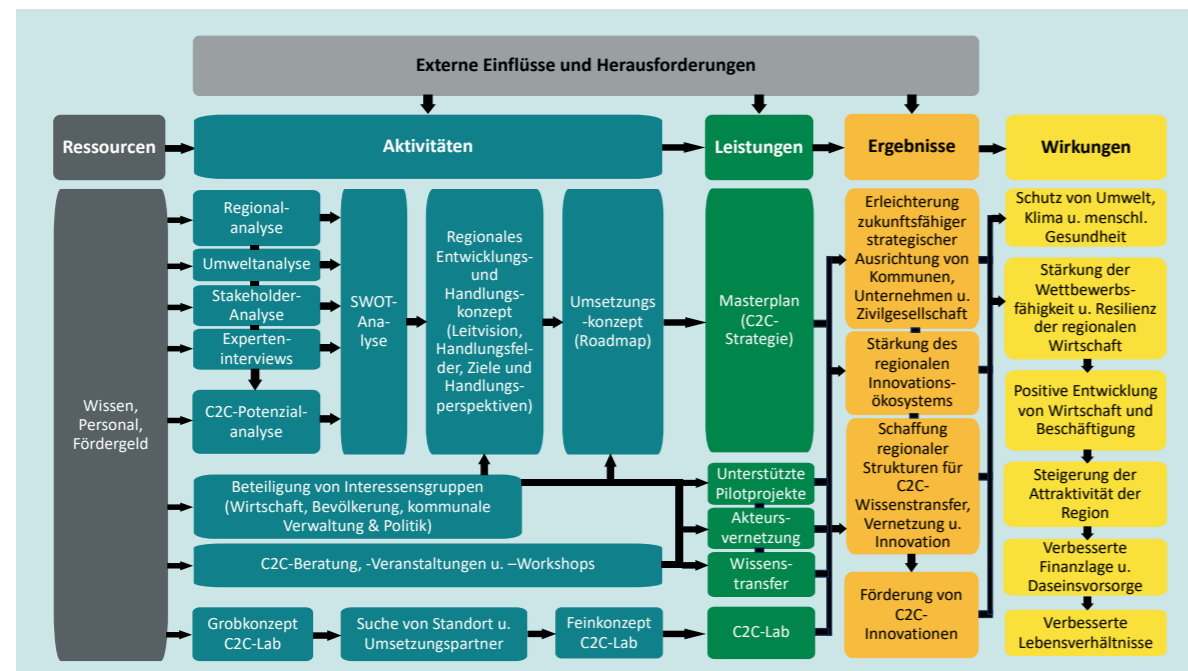 Externe Einflüsse und Herausforderungen
Ressourcen
Aktivitäten
Leistungen
Ergebnisse
Wirkungen
Wissen,
Personal,
Fördergeld
Regional-
analyse
Umweltanalyse
Stakeholder-
Analyse
Experten-
interviews
C2C-Potenzial-
analyse
SWOT-
Ana-
lyse
Regionales
Entwicklungs-
und
Handlungs-
konzept
(Leitvision,
Handlungsfel-
der, Ziele und
Handlungs-
perspektiven)
Umsetzungs
-konzept
(Roadmap)
Beteiligung von Interessensgruppen
(Wirtschaft, Bevölkerung, kommunale
Verwaltung & Politik)
C2C-Beratung, -Veranstaltungen u. –Workshops
Grobkonzept
C2C-Lab
Suche von Standort u.
Umsetzungspartner
Feinkonzept
C2C-Lab
Masterplan
(C2C-
Strategie)
Unterstützte
Pilotprojekte
Akteurs-
vernetzung
Wissens-
transfer
C2C-Lab
Erleichterung
zukunftsfähiger
strategischer
Ausrichtung von
Kommunen,
Unternehmen u.
Zivilgesellschaft
Stärkung des
regionalen
Innovations-
ökosystems
Schaffung
regionaler
Strukturen für
C2C-
Wissenstransfer,
Vernetzung u.
Innovation
Förderung von
C2C-
Innovationen
Schutz von Umwelt,
Klima u. menschl.
Gesundheit
Stärkung der
Wettbewerbs-
fähigkeit u. Resilienz
der regionalen
Wirtschaft
Positive Entwicklung
von Wirtschaft und
Beschäftigung
Steigerung der
Attraktivität der
Region
Verbesserte
Finanzlage u.
Daseinsvorsorge
Verbesserte
Lebensverhältnisse